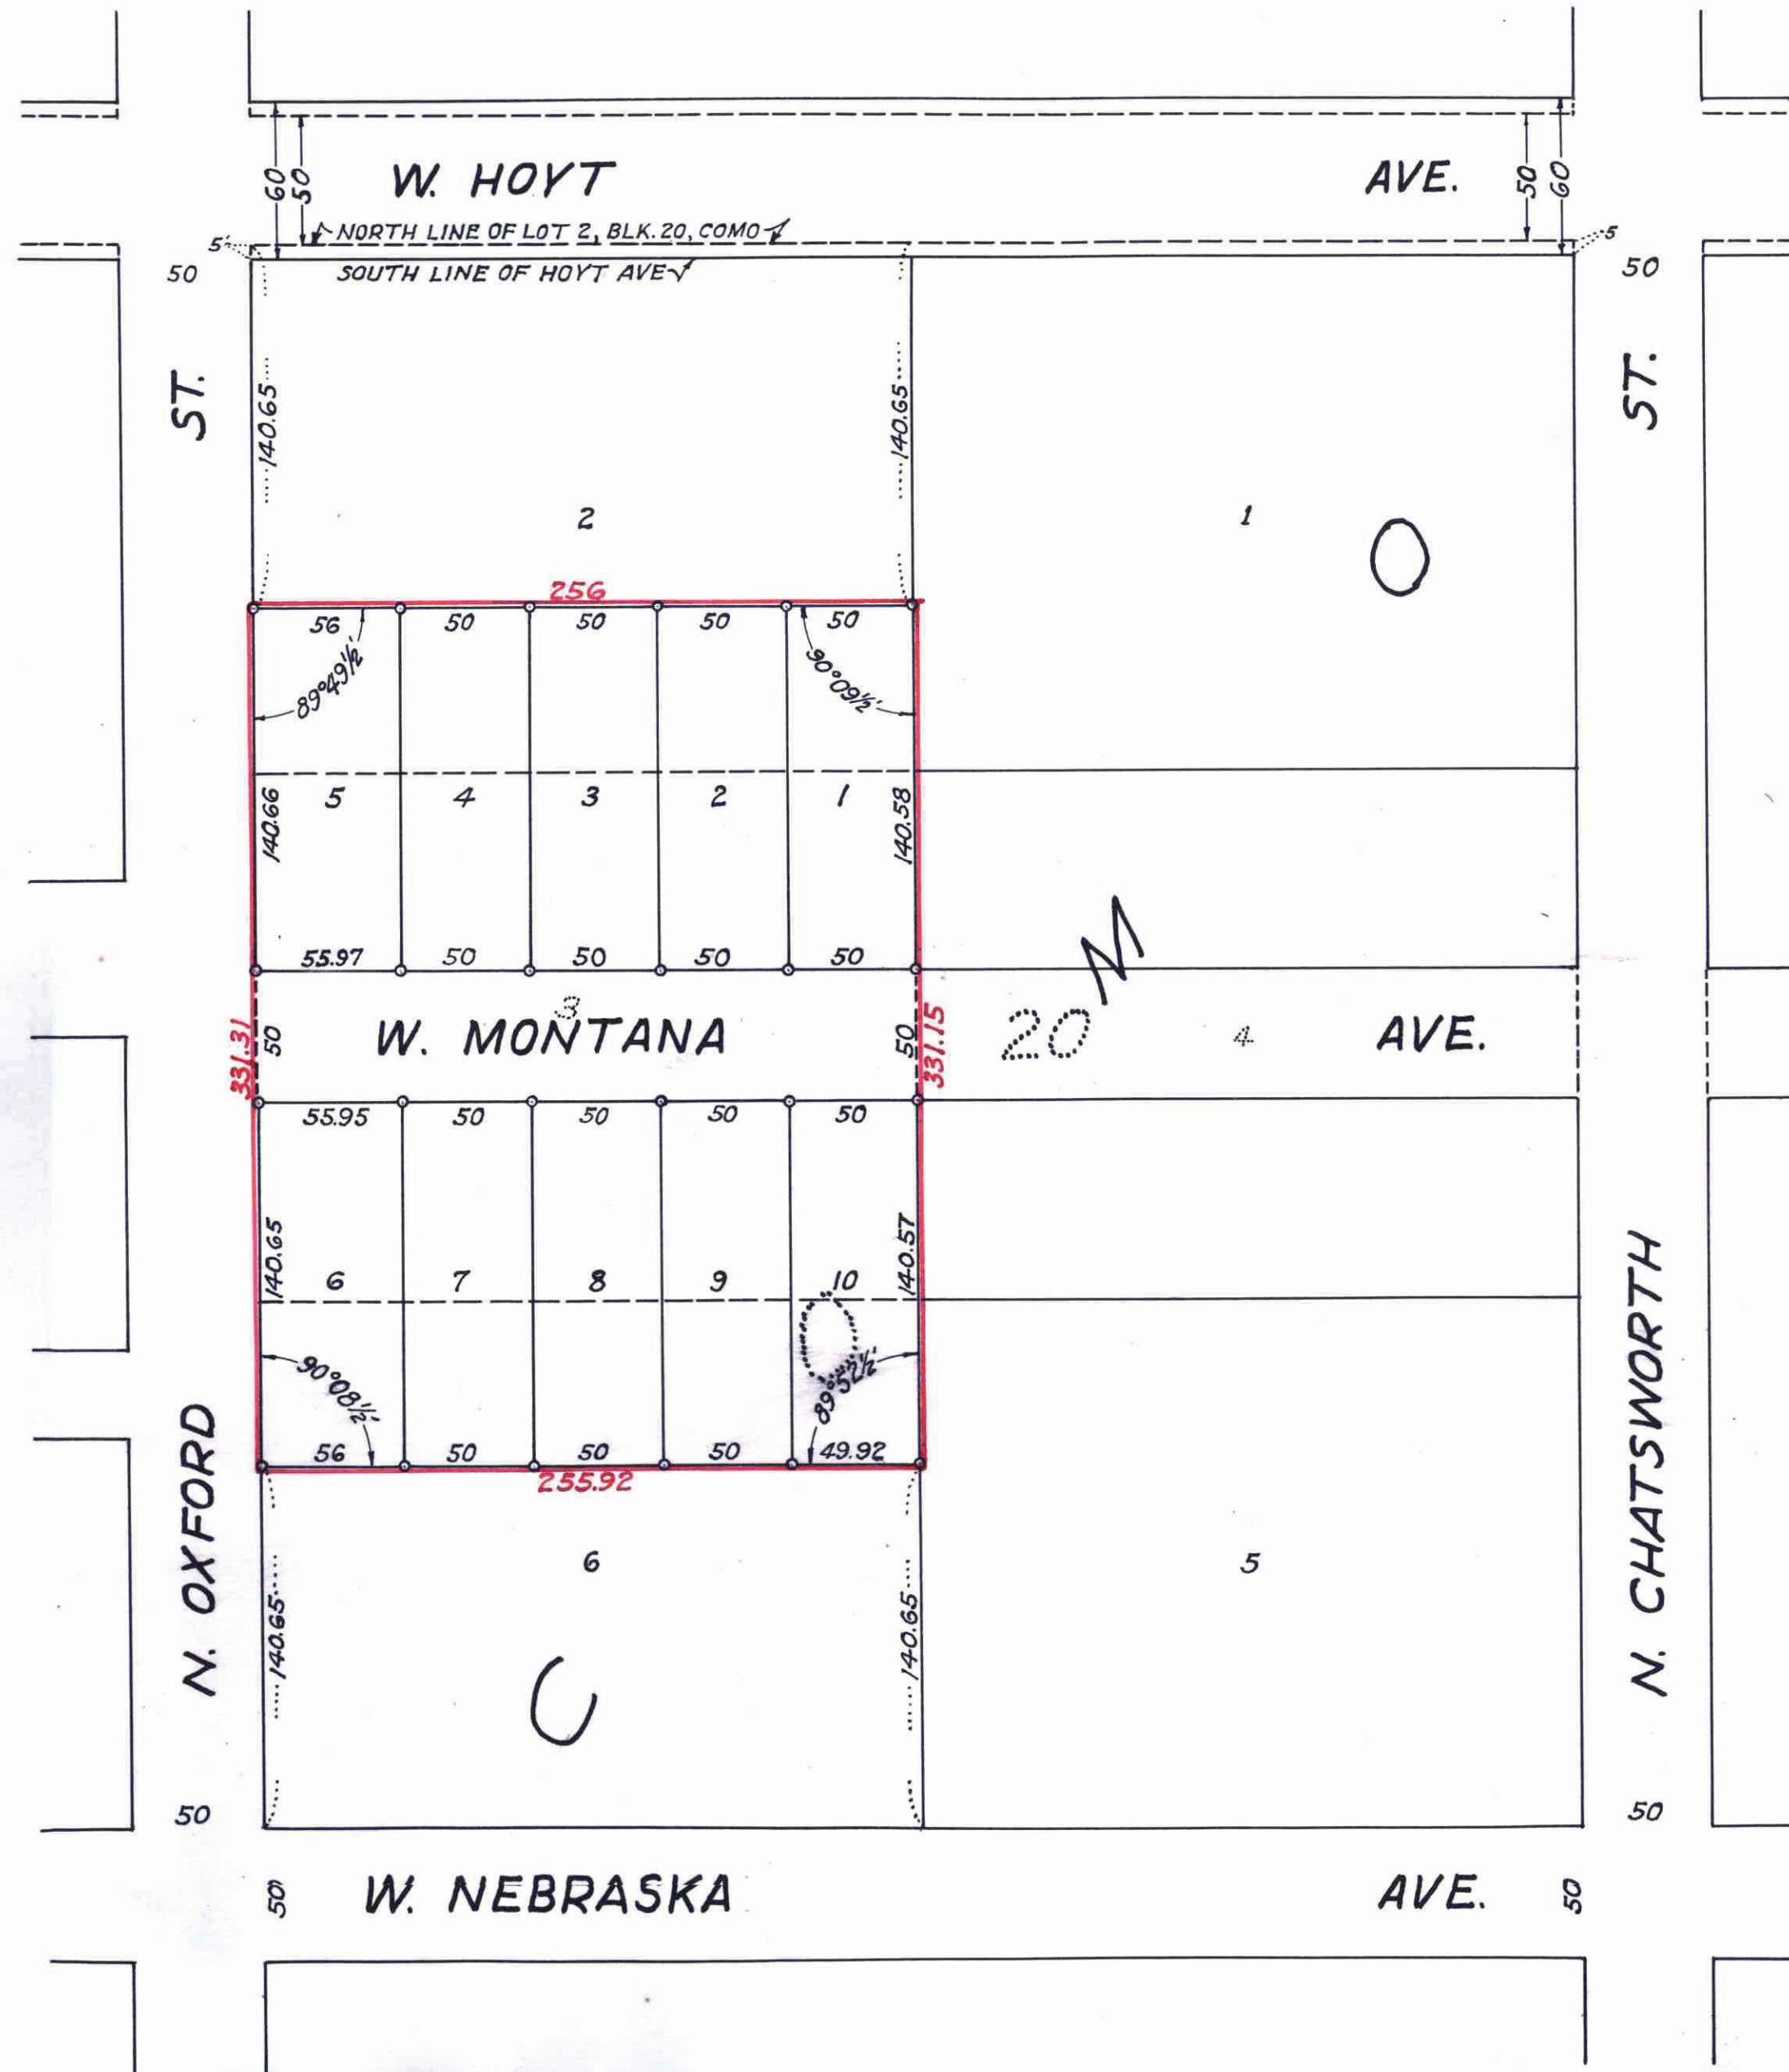 W. HOYT AVE.
60 50 50 60
NORTH LINE OF LOT 2, BLK. 20, COMO
5' 5
SOUTH LINE OF HOYT AVE
50 50
ST. ST.
140.65 140.65
2 1
O
256
56 50 50 50 50
89°49½' 90°09½'
5 4 3 2 1
140.66 140.58
55.97 50 50 50 50
M
3
331.31 50 W. MONTANA 50 331.15 20 4 AVE.
55.95 50 50 50 50
140.65 140.57
6 7 8 9 10
O
90°08½' 89°52½'
56 50 50 50 49.92
255.92
N. OXFORD N. CHATSWORTH
6 5
140.65 140.65
C
50 50
50 W. NEBRASKA AVE. 50